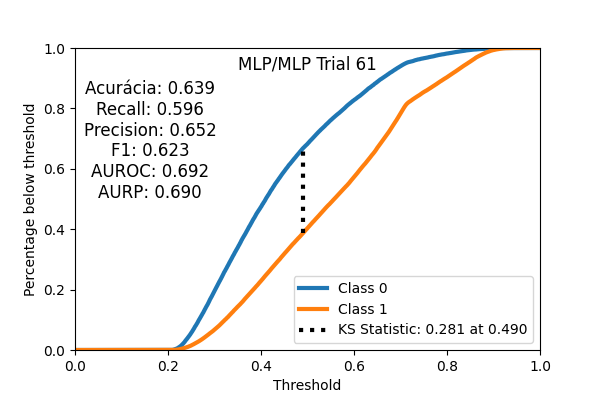 MLP/MLP Trial 61
Acurácia: 0.639
Recall: 0.596
Precision: 0.652
F1: 0.623
AUROC: 0.692
AURP: 0.690
Percentage below threshold
1.0
0.8
0.6
0.4
0.2
0.0
Class 0
Class 1
KS Statistic: 0.281 at 0.490
0.0 0.2 0.4 0.6 0.8 1.0
Threshold